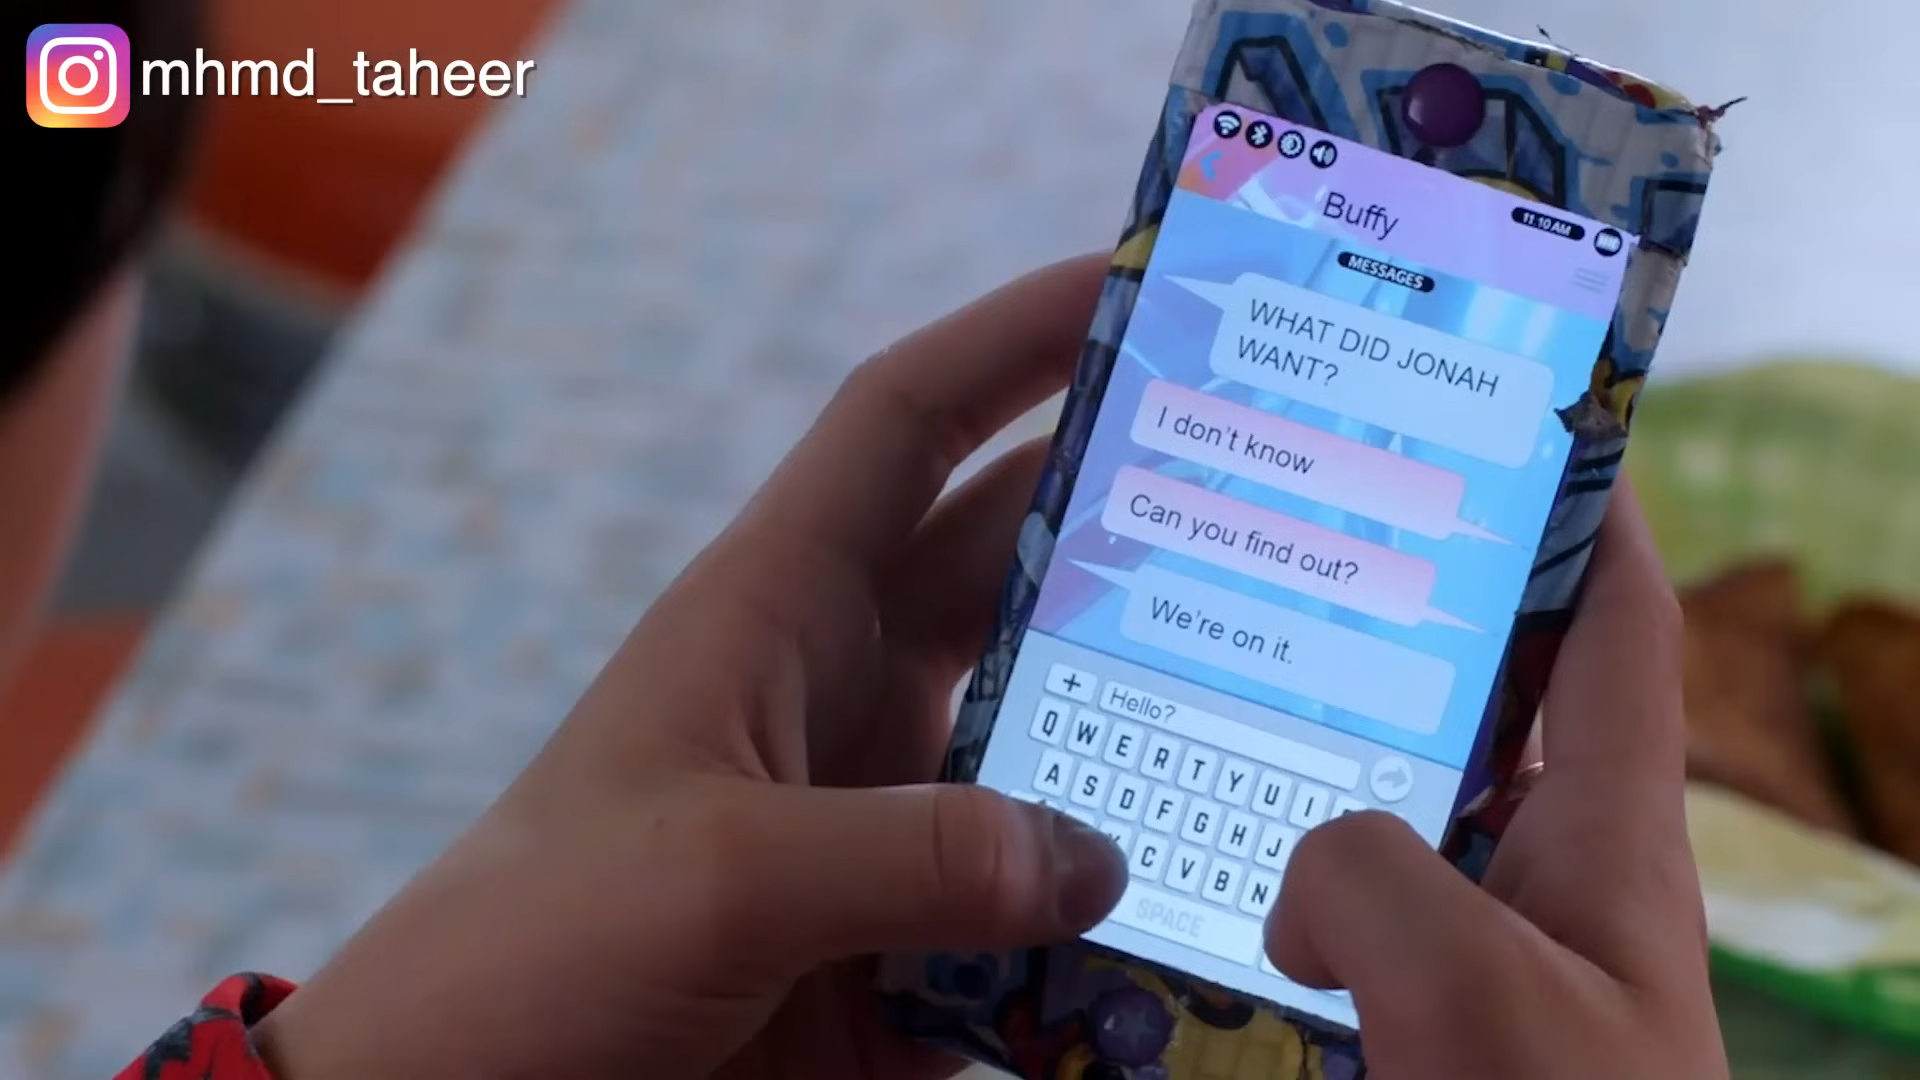 mhmd_taheer
Buffy
11.10 AM
MESSAGES
WHAT DID JONAH
WANT?
I don't know
Can you find out?
We're on it.
+ Hello?
Q W E R T Y U I
A S D F G H J
C V B N
SPACE